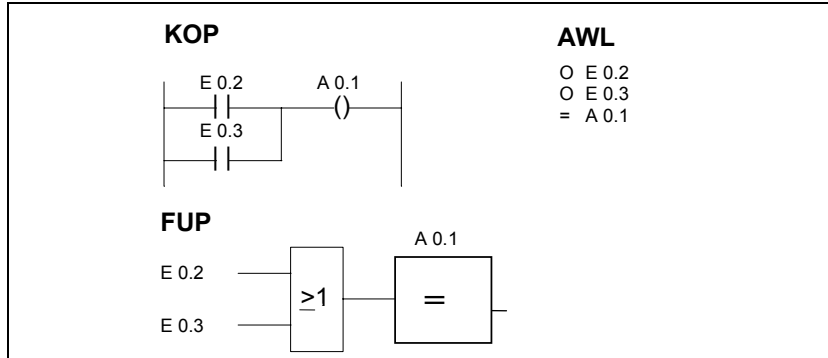 KOP
E 0.2
A 0.1
( )
E 0.3
AWL
O E 0.2
O E 0.3
= A 0.1
FUP
A 0.1
E 0.2
≥1
=
E 0.3